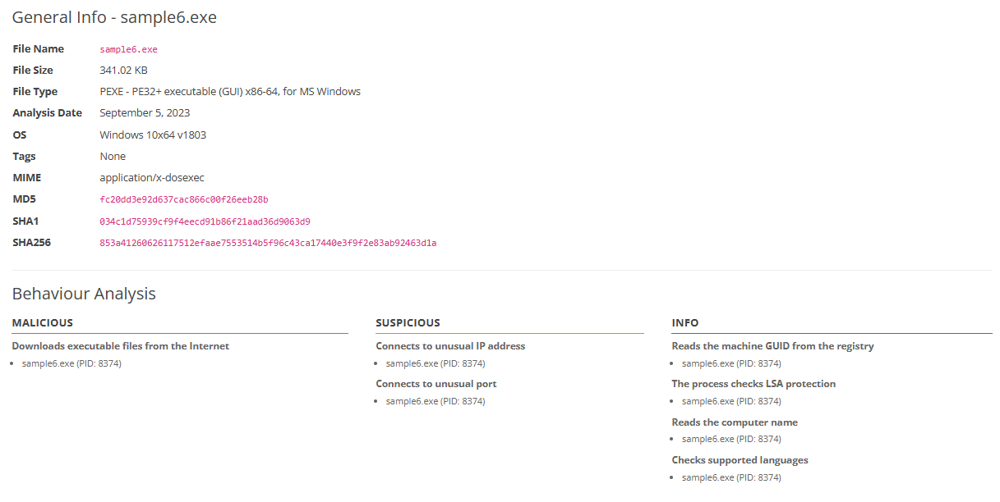 General Info - sample6.exe
File Name sample6.exe
File Size 341.02 KB
File Type PEXE - PE32+ executable (GUI) x86-64, for MS Windows
Analysis Date September 5, 2023
OS Windows 10x64 v1803
Tags None
MIME application/x-dosexec
MD5 fc20dd3e92d637cac866c00f26eeb28b
SHA1 034c1d75939cf9f4eecd91b86f21aad36d9063d9
SHA256 853a41260626117512efaae7553514b5f96c43ca17440e3f9f2e83ab92463d1a
Behaviour Analysis
MALICIOUS
Downloads executable files from the Internet
• sample6.exe (PID: 8374)
SUSPICIOUS
Connects to unusual IP address
• sample6.exe (PID: 8374)
Connects to unusual port
• sample6.exe (PID: 8374)
INFO
Reads the machine GUID from the registry
• sample6.exe (PID: 8374)
The process checks LSA protection
• sample6.exe (PID: 8374)
Reads the computer name
• sample6.exe (PID: 8374)
Checks supported languages
• sample6.exe (PID: 8374)